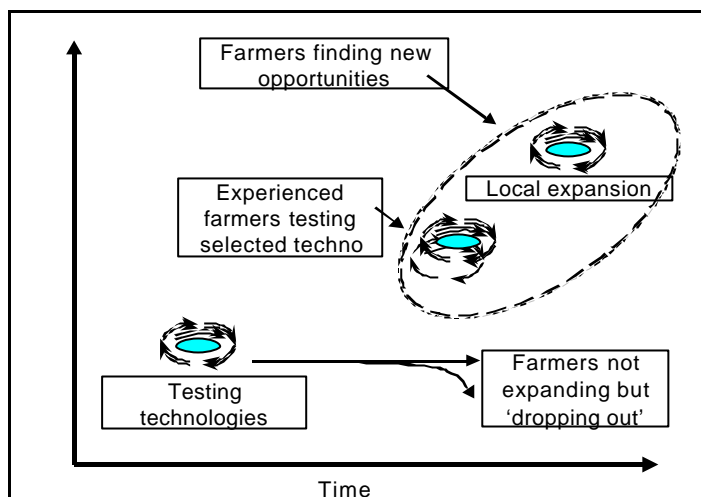 Farmers finding new
opportunities
Local expansion
Experienced
farmers testing
selected techno
Testing
technologies
Farmers not
expanding but
‘dropping out’
Time